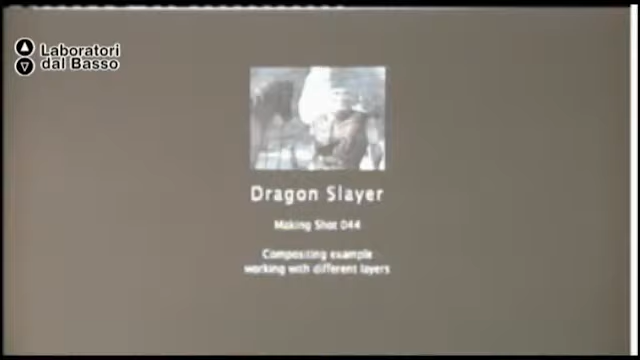 Laboratori
dal Basso
Dragon Slayer
Making Shot 044
Compositing example
working with different layers